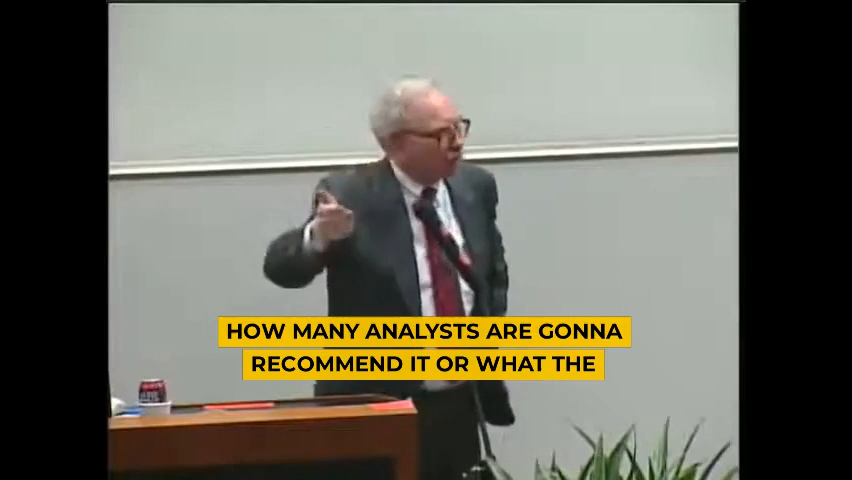 HOW MANY ANALYSTS ARE GONNA
RECOMMEND IT OR WHAT THE